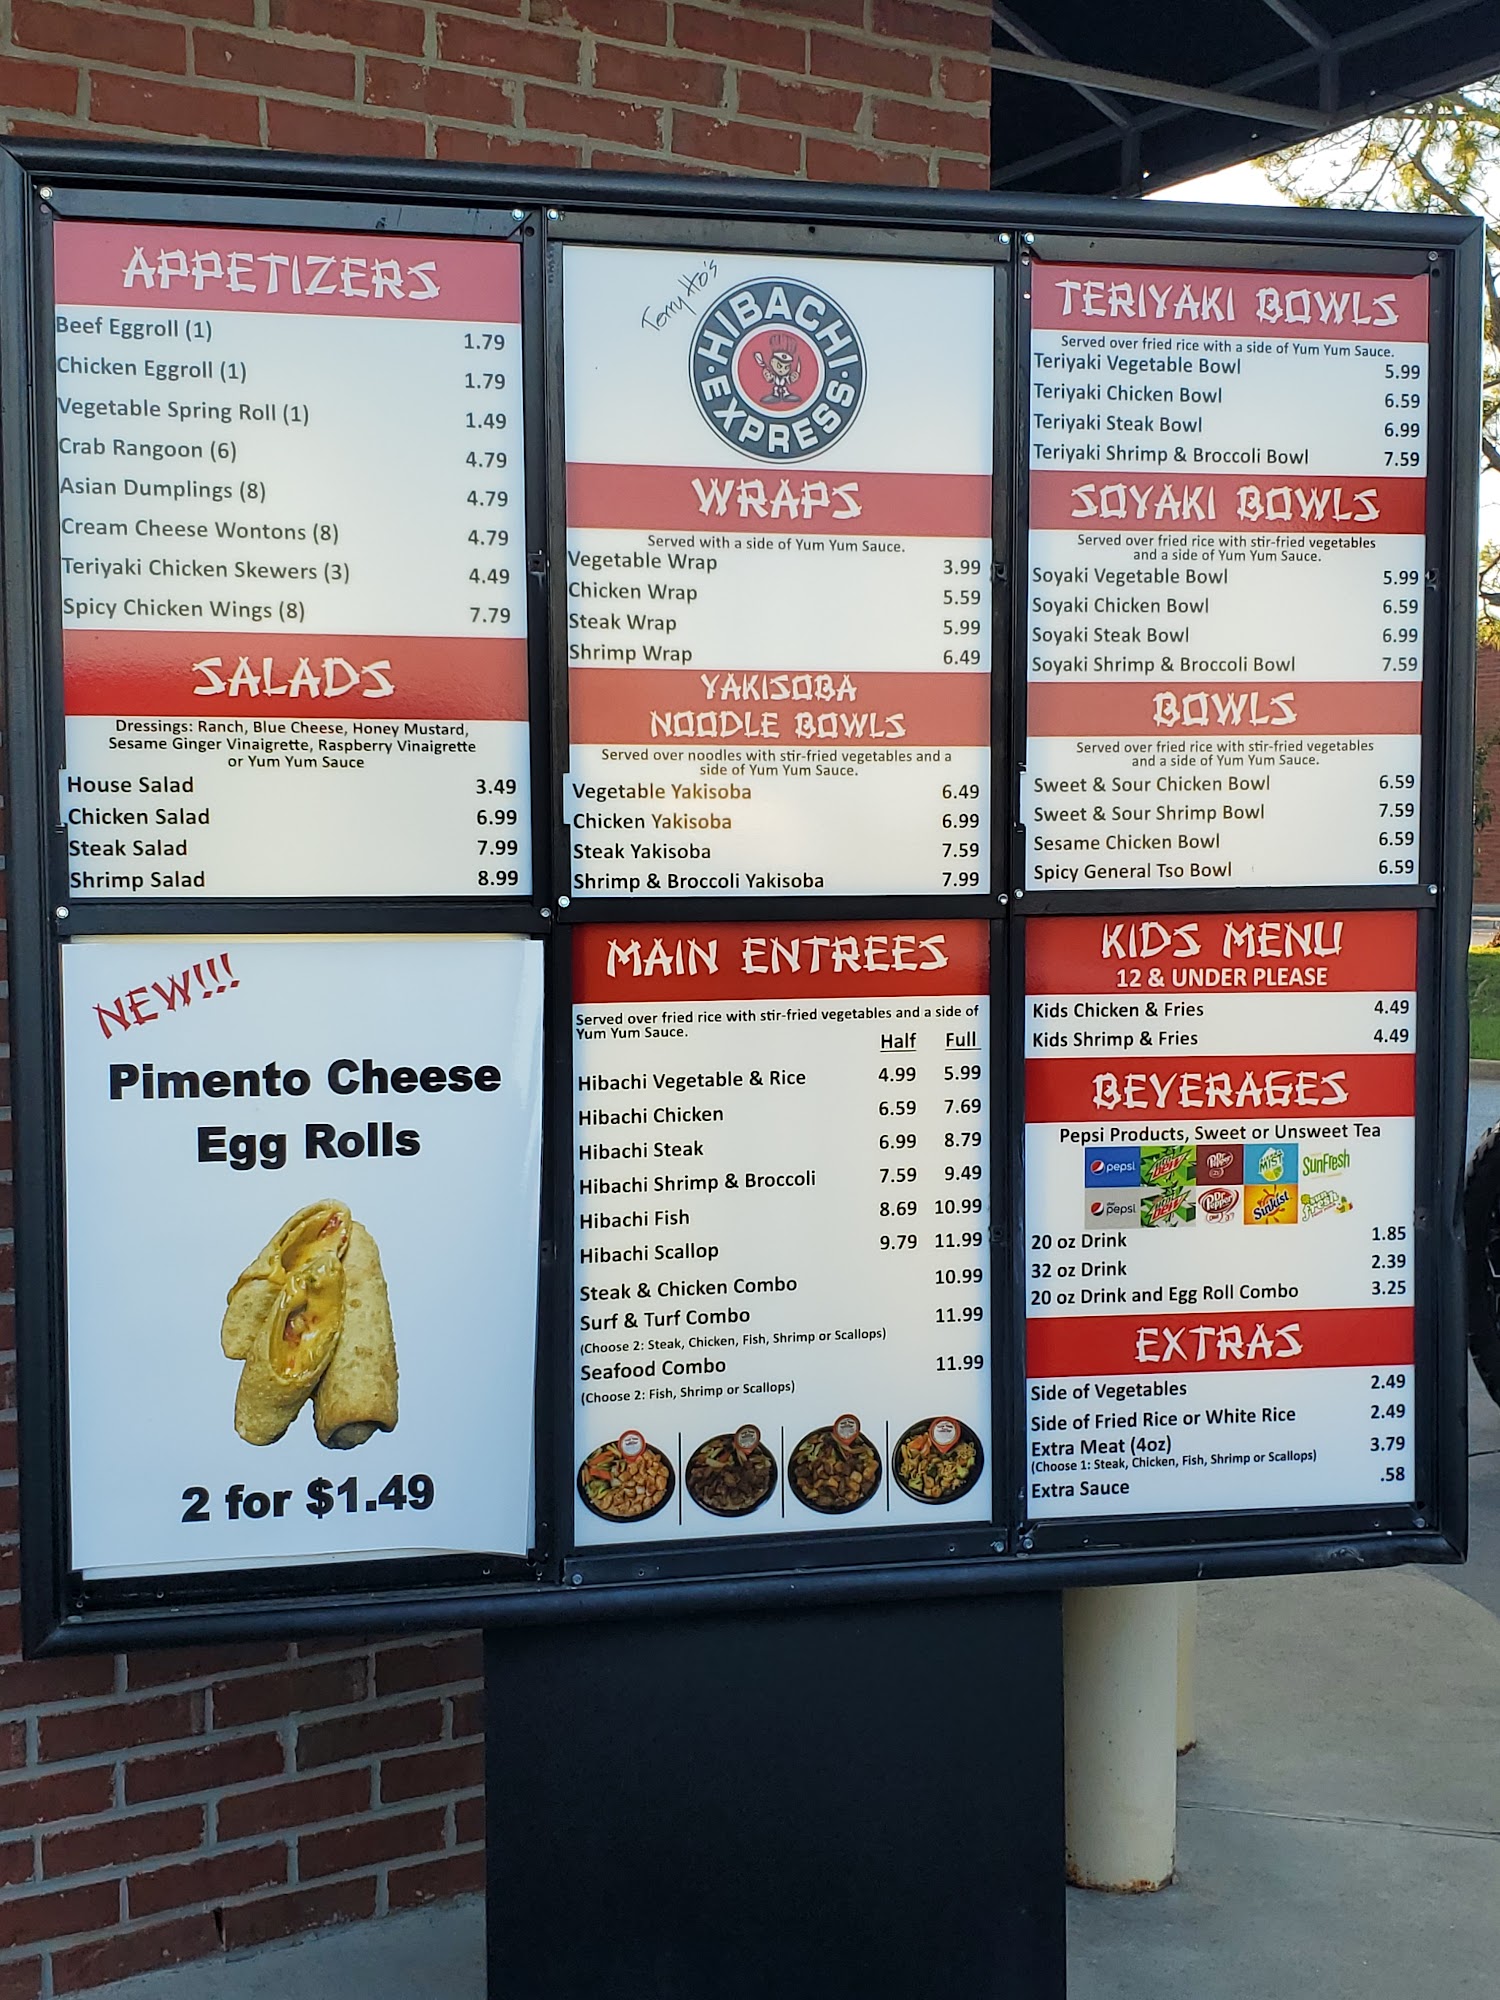 APPETIZERS
Beef Eggroll (1) 1.79
Chicken Eggroll (1) 1.79
Vegetable Spring Roll (1) 1.49
Crab Rangoon (6) 4.79
Asian Dumplings (8) 4.79
Cream Cheese Wontons (8) 4.79
Teriyaki Chicken Skewers (3) 4.49
Spicy Chicken Wings (8) 7.79
SALADS
Dressings: Ranch, Blue Cheese, Honey Mustard,
Sesame Ginger Vinaigrette, Raspberry Vinaigrette
or Yum Yum Sauce
House Salad 3.49
Chicken Salad 6.99
Steak Salad 7.99
Shrimp Salad 8.99
NEW!!!
Pimento Cheese
Egg Rolls
2 for $1.49
Terry Ho's
HIBACHI
EXPRESS
WRAPS
Served with a side of Yum Yum Sauce.
Vegetable Wrap 3.99
Chicken Wrap 5.59
Steak Wrap 5.99
Shrimp Wrap 6.49
YAKISOBA
NOODLE BOWLS
Served over noodles with stir-fried vegetables and a
side of Yum Yum Sauce.
Vegetable Yakisoba 6.49
Chicken Yakisoba 6.99
Steak Yakisoba 7.59
Shrimp & Broccoli Yakisoba 7.99
MAIN ENTREES
Served over fried rice with stir-fried vegetables and a side of
Yum Yum Sauce.
Half Full
Hibachi Vegetable & Rice 4.99 5.99
Hibachi Chicken 6.59 7.69
Hibachi Steak 6.99 8.79
Hibachi Shrimp & Broccoli 7.59 9.49
Hibachi Fish 8.69 10.99
Hibachi Scallop 9.79 11.99
Steak & Chicken Combo 10.99
Surf & Turf Combo 11.99
(Choose 2: Steak, Chicken, Fish, Shrimp or Scallops)
Seafood Combo 11.99
(Choose 2: Fish, Shrimp or Scallops)
TERIYAKI BOWLS
Served over fried rice with a side of Yum Yum Sauce.
Teriyaki Vegetable Bowl 5.99
Teriyaki Chicken Bowl 6.59
Teriyaki Steak Bowl 6.99
Teriyaki Shrimp & Broccoli Bowl 7.59
SOYAKI BOWLS
Served over fried rice with stir-fried vegetables
and a side of Yum Yum Sauce.
Soyaki Vegetable Bowl 5.99
Soyaki Chicken Bowl 6.59
Soyaki Steak Bowl 6.99
Soyaki Shrimp & Broccoli Bowl 7.59
BOWLS
Served over fried rice with stir-fried vegetables
and a side of Yum Yum Sauce.
Sweet & Sour Chicken Bowl 6.59
Sweet & Sour Shrimp Bowl 7.59
Sesame Chicken Bowl 6.59
Spicy General Tso Bowl 6.59
KIDS MENU
12 & UNDER PLEASE
Kids Chicken & Fries 4.49
Kids Shrimp & Fries 4.49
BEVERAGES
Pepsi Products, Sweet or Unsweet Tea
pepsi Dew Dr Pepper MIST SunFresh
pepsi Dew Dr Pepper Sunkist Fresh
20 oz Drink 1.85
32 oz Drink 2.39
20 oz Drink and Egg Roll Combo 3.25
EXTRAS
Side of Vegetables 2.49
Side of Fried Rice or White Rice 2.49
Extra Meat (4oz) 3.79
(Choose 1: Steak, Chicken, Fish, Shrimp or Scallops)
Extra Sauce .58